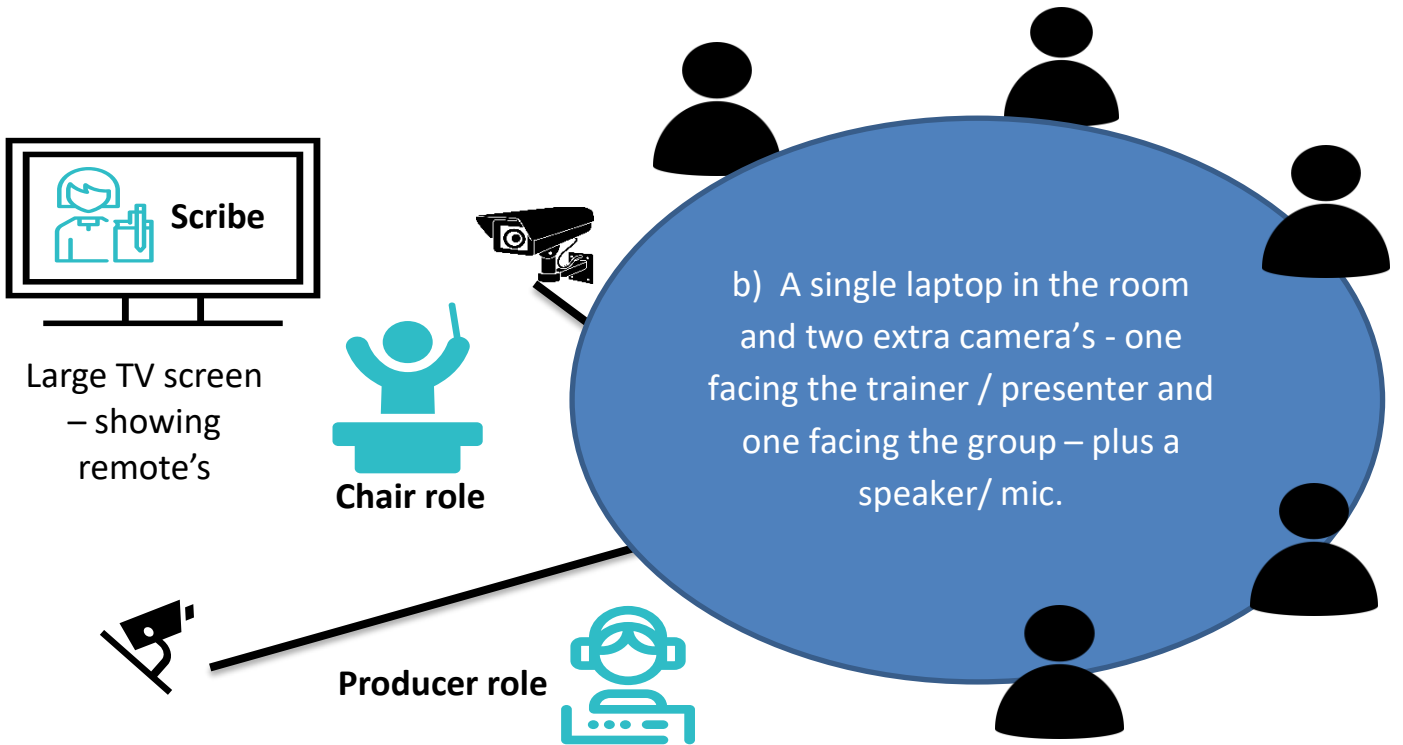 Scribe
Large TV screen
– showing
remote’s
Chair role
Producer role
b) A single laptop in the room
and two extra camera’s - one
facing the trainer / presenter and
one facing the group – plus a
speaker/ mic.